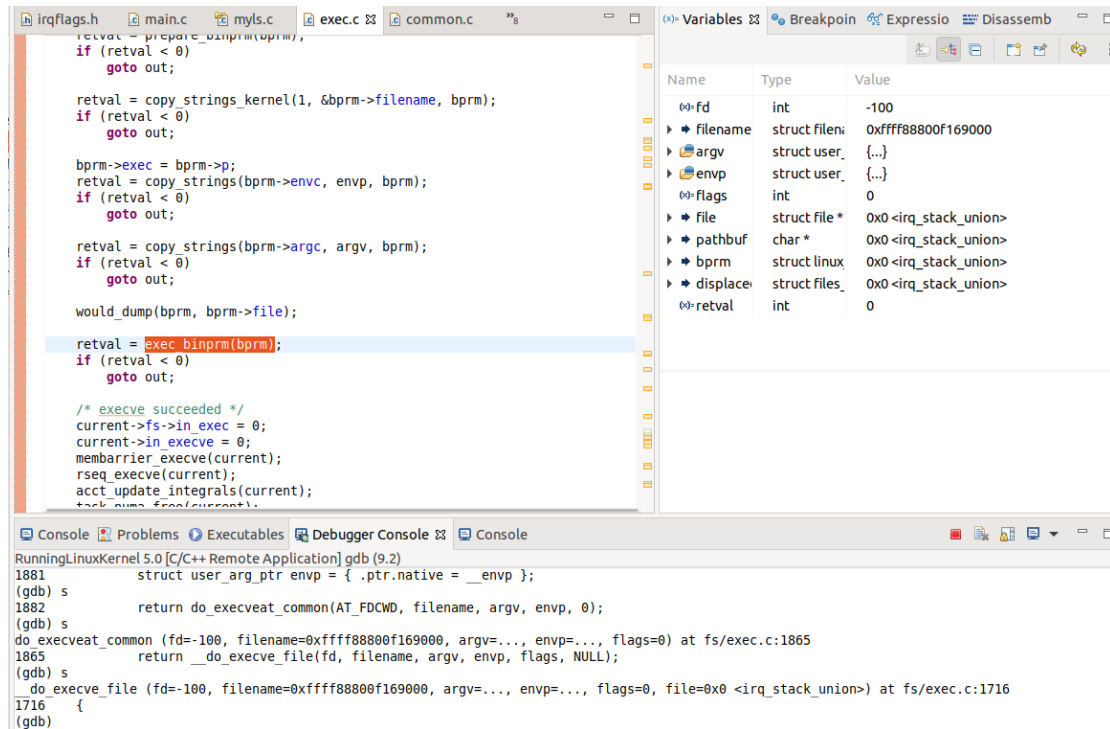 irqflags.h main.c myls.c exec.c common.c »8
retval = prepare_binprm(bprm);
if (retval < 0)
goto out;
retval = copy_strings_kernel(1, &bprm->filename, bprm);
if (retval < 0)
goto out;
bprm->exec = bprm->p;
retval = copy_strings(bprm->envc, envp, bprm);
if (retval < 0)
goto out;
retval = copy_strings(bprm->argc, argv, bprm);
if (retval < 0)
goto out;
would_dump(bprm, bprm->file);
retval = exec_binprm(bprm);
if (retval < 0)
goto out;
/* execve succeeded */
current->fs->in_exec = 0;
current->in_execve = 0;
membarrier_execve(current);
rseq_execve(current);
acct_update_integrals(current);
task_numa_free(current);
(x)= Variables Breakpoin Expressio Disassemb
Name Type Value
(x)= fd int -100
filename struct filena 0xffff88800f169000
argv struct user_ {...}
envp struct user_ {...}
(x)= flags int 0
file struct file * 0x0 <irq_stack_union>
pathbuf char * 0x0 <irq_stack_union>
bprm struct linux_ 0x0 <irq_stack_union>
displaced struct files_ 0x0 <irq_stack_union>
(x)= retval int 0
Console Problems Executables Debugger Console Console
RunningLinuxKernel 5.0 [C/C++ Remote Application] gdb (9.2)
1881 struct user_arg_ptr envp = { .ptr.native = __envp };
(gdb) s
1882 return do_execveat_common(AT_FDCWD, filename, argv, envp, 0);
(gdb) s
do_execveat_common (fd=-100, filename=0xffff88800f169000, argv=..., envp=..., flags=0) at fs/exec.c:1865
1865 return __do_execve_file(fd, filename, argv, envp, flags, NULL);
(gdb) s
__do_execve_file (fd=-100, filename=0xffff88800f169000, argv=..., envp=..., flags=0, file=0x0 <irq_stack_union>) at fs/exec.c:1716
1716 {
(gdb)